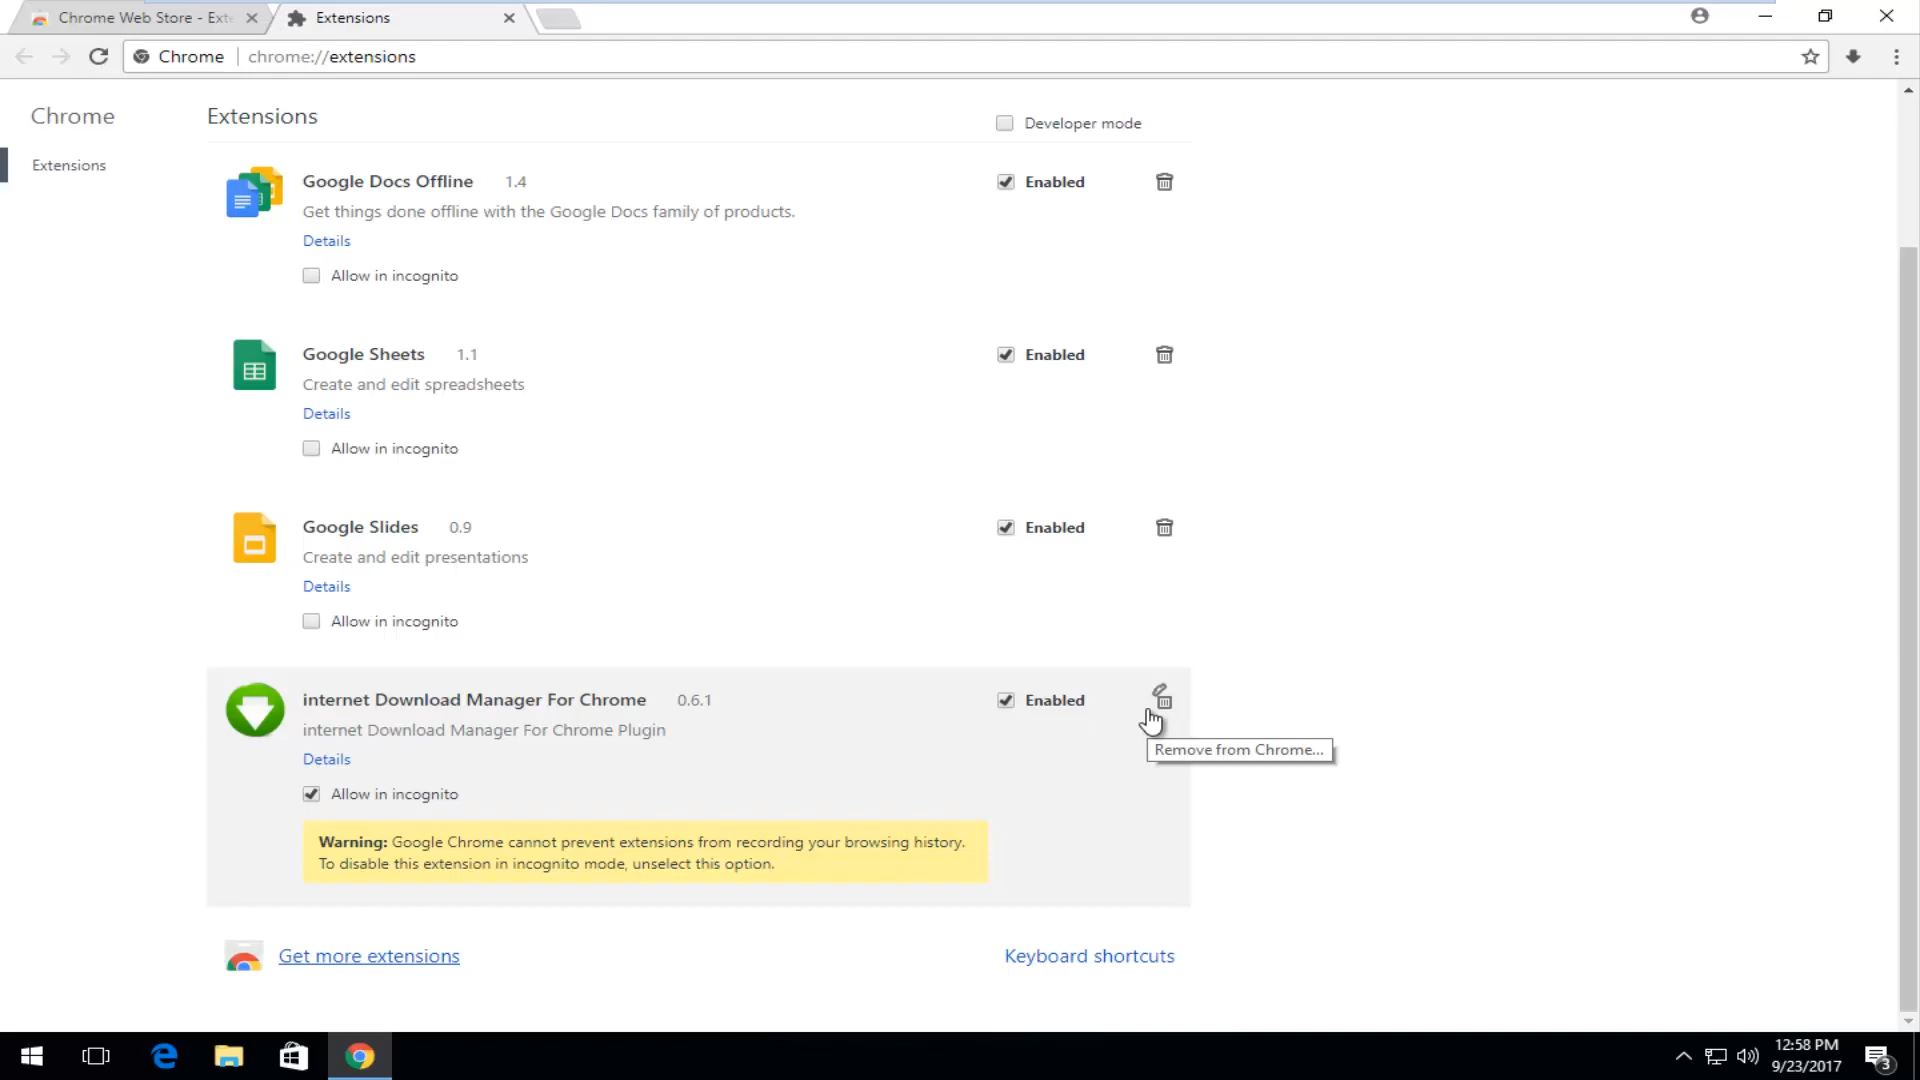 Chrome Web Store - Ext
Extensions
Chrome
chrome://extensions
Chrome
Extensions
Developer mode
Extensions
Google Docs Offline 1.4
Enabled
Get things done offline with the Google Docs family of products.
Details
Allow in incognito
Google Sheets 1.1
Enabled
Create and edit spreadsheets
Details
Allow in incognito
Google Slides 0.9
Enabled
Create and edit presentations
Details
Allow in incognito
internet Download Manager For Chrome 0.6.1
Enabled
internet Download Manager For Chrome Plugin
Remove from Chrome...
Details
Allow in incognito
Warning: Google Chrome cannot prevent extensions from recording your browsing history.
To disable this extension in incognito mode, unselect this option.
Get more extensions
Keyboard shortcuts
12:58 PM
9/23/2017
3